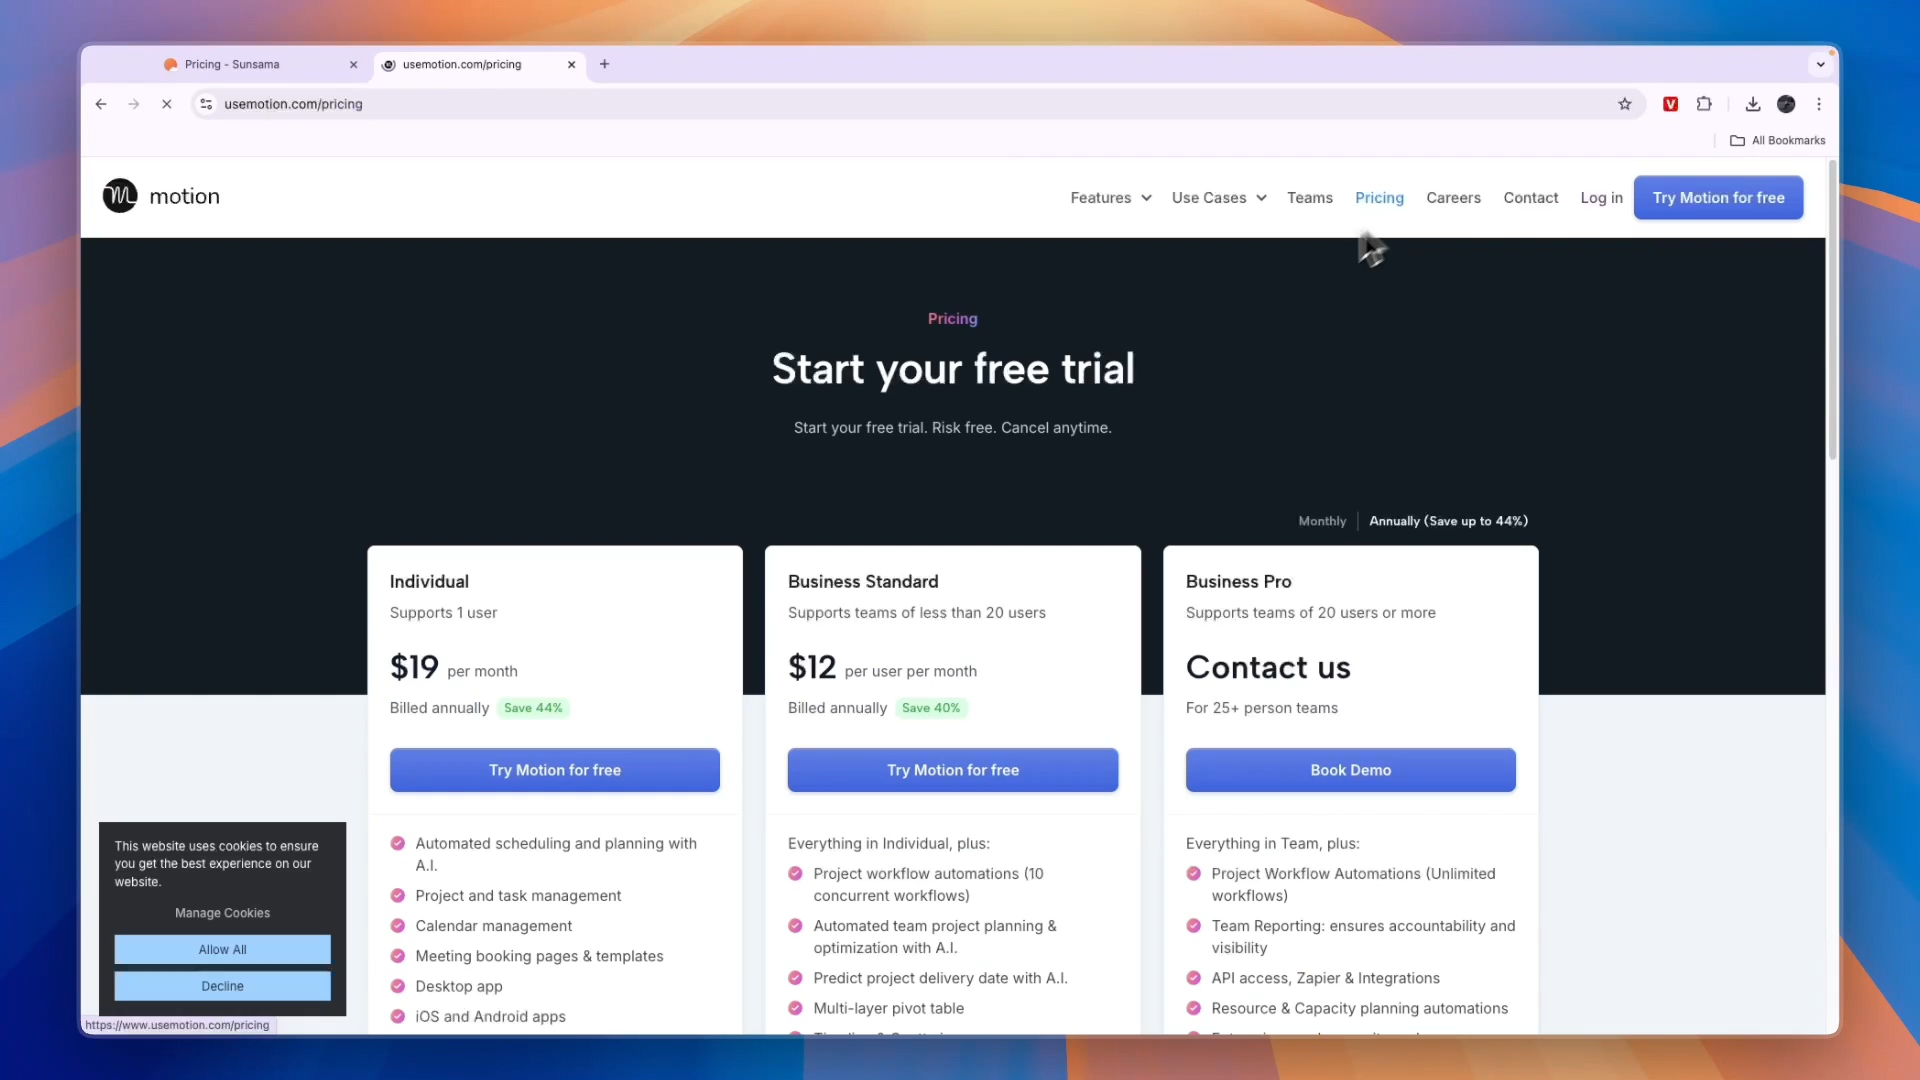 Pricing - Sunsama
usemotion.com/pricing
usemotion.com/pricing
V
All Bookmarks
motion
Features
Use Cases
Teams
Pricing
Careers
Contact
Log in
Try Motion for free
Pricing
Start your free trial
Start your free trial. Risk free. Cancel anytime.
Monthly
Annually (Save up to 44%)
Individual
Supports 1 user
$19 per month
Billed annually Save 44%
Try Motion for free
Automated scheduling and planning with
A.I.
Project and task management
Calendar management
Meeting booking pages & templates
Desktop app
iOS and Android apps
Business Standard
Supports teams of less than 20 users
$12 per user per month
Billed annually Save 40%
Try Motion for free
Everything in Individual, plus:
Project workflow automations (10
concurrent workflows)
Automated team project planning &
optimization with A.I.
Predict project delivery date with A.I.
Multi-layer pivot table
Business Pro
Supports teams of 20 users or more
Contact us
For 25+ person teams
Book Demo
Everything in Team, plus:
Project Workflow Automations (Unlimited
workflows)
Team Reporting: ensures accountability and
visibility
API access, Zapier & Integrations
Resource & Capacity planning automations
This website uses cookies to ensure
you get the best experience on our
website.
Manage Cookies
Allow All
Decline
https://www.usemotion.com/pricing